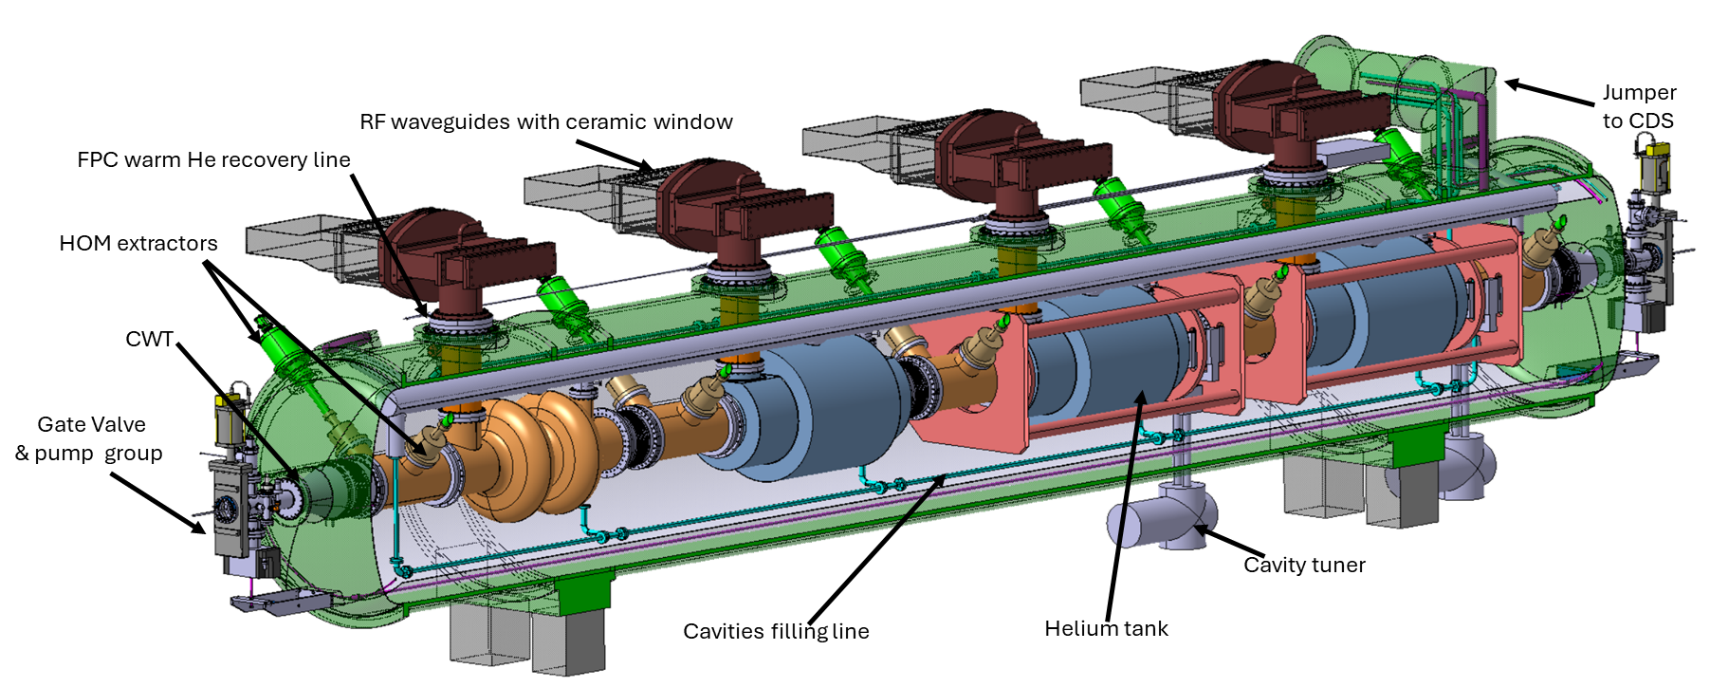 Jumper
to CDS
RF waveguides with ceramic window
FPC warm He recovery line
HOM extractors
CWT
Gate Valve
& pump group
Cavity tuner
Cavities filling line
Helium tank